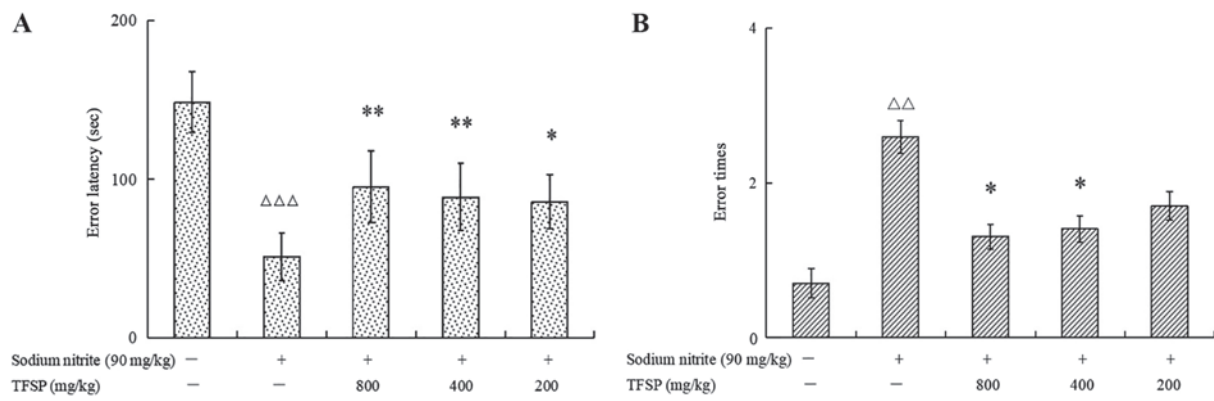 A
200
100
0
Error latency (sec)
△△△
**
**
*
Sodium nitrite (90 mg/kg) — + + + +
TFSP (mg/kg) — — 800 400 200
B
4
2
0
Error times
△△
*
*
Sodium nitrite (90 mg/kg) — + + + +
TFSP (mg/kg) — — 800 400 200